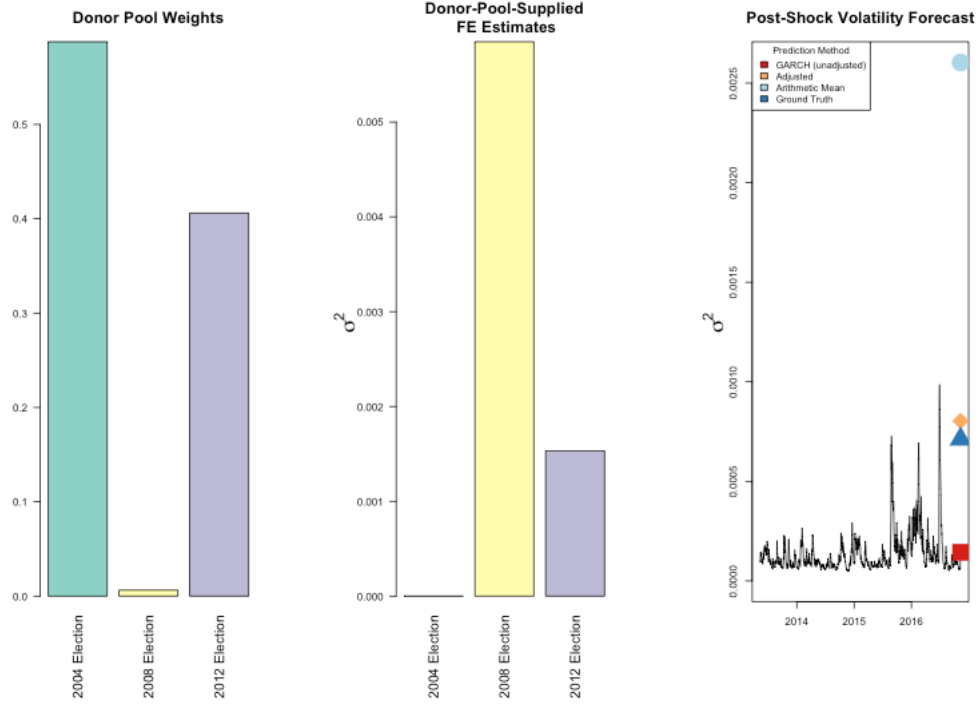 Donor Pool Weights
0.5
0.4
0.3
0.2
0.1
0.0
2004 Election
2008 Election
2012 Election
Donor-Pool-Supplied
FE Estimates
σ2
0.005
0.004
0.003
0.002
0.001
0.000
2004 Election
2008 Election
2012 Election
Post-Shock Volatility Forecast
σ2
0.0025
0.0020
0.0015
0.0010
0.0005
0.0000
Prediction Method
GARCH (unadjusted)
Adjusted
Arithmetic Mean
Ground Truth
2014
2015
2016